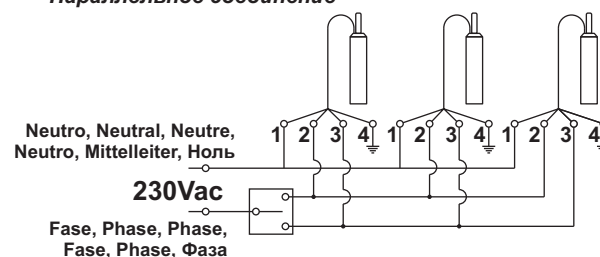 Параллельное соединение
1 2 3 4 1 2 3 4 1 2 3 4
Neutro, Neutral, Neutre,
Neutro, Mittelleiter, Ноль
230Vac
Fase, Phase, Phase,
Fase, Phase, Фаза